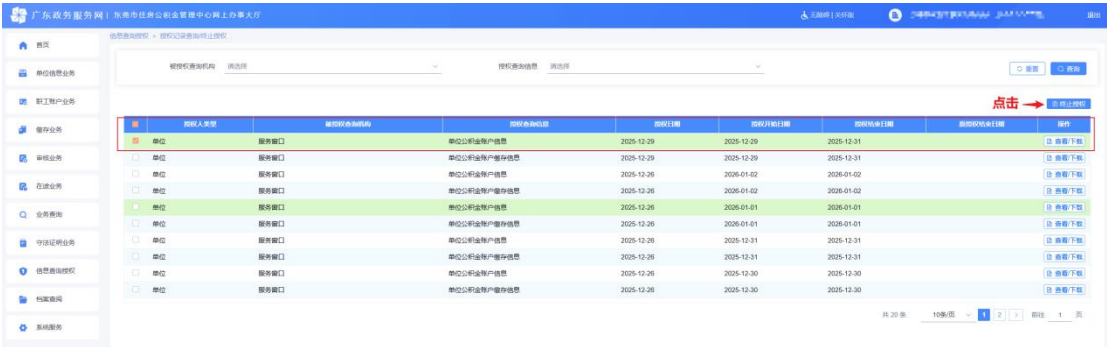 广东政务服务网 | 东莞市住房公积金管理中心网上办事大厅 无障碍 | 关怀版 退出
首页
单位信息业务
职工账户业务
缴存业务
审核业务
在途业务
业务查询
守法证明业务
信息查询授权
档案查阅
系统服务
信息查询授权 > 授权记录查询/终止授权
被授权查询机构 请选择 授权查询信息 请选择 重置 查询
点击 终止授权
授权人类型 被授权查询机构 授权查询信息 授权日期 授权开始日期 授权结束日期 原授权结束日期 操作
单位 服务窗口 单位公积金账户信息 2025-12-29 2025-12-29 2025-12-31 查看/下载
单位 服务窗口 单位公积金账户缴存信息 2025-12-29 2025-12-29 2025-12-31 查看/下载
单位 服务窗口 单位公积金账户信息 2025-12-26 2026-01-02 2026-01-02 查看/下载
单位 服务窗口 单位公积金账户缴存信息 2025-12-26 2026-01-02 2026-01-02 查看/下载
单位 服务窗口 单位公积金账户信息 2025-12-26 2026-01-01 2026-01-01 查看/下载
单位 服务窗口 单位公积金账户缴存信息 2025-12-26 2026-01-01 2026-01-01 查看/下载
单位 服务窗口 单位公积金账户缴存信息 2025-12-26 2025-12-31 2025-12-31 查看/下载
单位 服务窗口 单位公积金账户信息 2025-12-26 2025-12-31 2025-12-31 查看/下载
单位 服务窗口 单位公积金账户信息 2025-12-26 2025-12-30 2025-12-30 查看/下载
单位 服务窗口 单位公积金账户缴存信息 2025-12-26 2025-12-30 2025-12-30 查看/下载
共 20 条 10条/页 1 2 > 前往 1 页